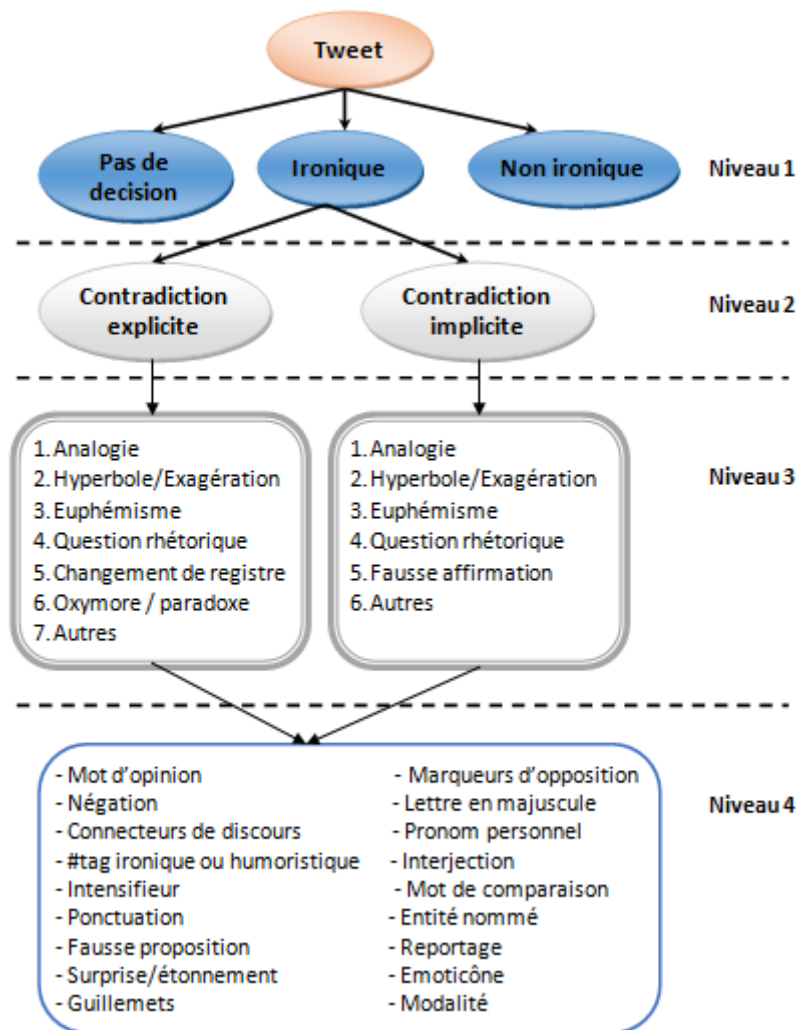 Tweet
Pas de
decision
Ironique
Non ironique
Niveau 1
Contradiction
explicite
Contradiction
implicite
Niveau 2
1. Analogie
2. Hyperbole/Exagération
3. Euphémisme
4. Question rhétorique
5. Changement de registre
6. Oxymore / paradoxe
7. Autres
1. Analogie
2. Hyperbole/Exagération
3. Euphémisme
4. Question rhétorique
5. Fausse affirmation
6. Autres
Niveau 3
- Mot d'opinion
- Négation
- Connecteurs de discours
- #tag ironique ou humoristique
- Intensifieur
- Ponctuation
- Fausse proposition
- Surprise/étonnement
- Guillemets
- Marqueurs d'opposition
- Lettre en majuscule
- Pronom personnel
- Interjection
- Mot de comparaison
- Entité nommé
- Reportage
- Emoticône
- Modalité
Niveau 4